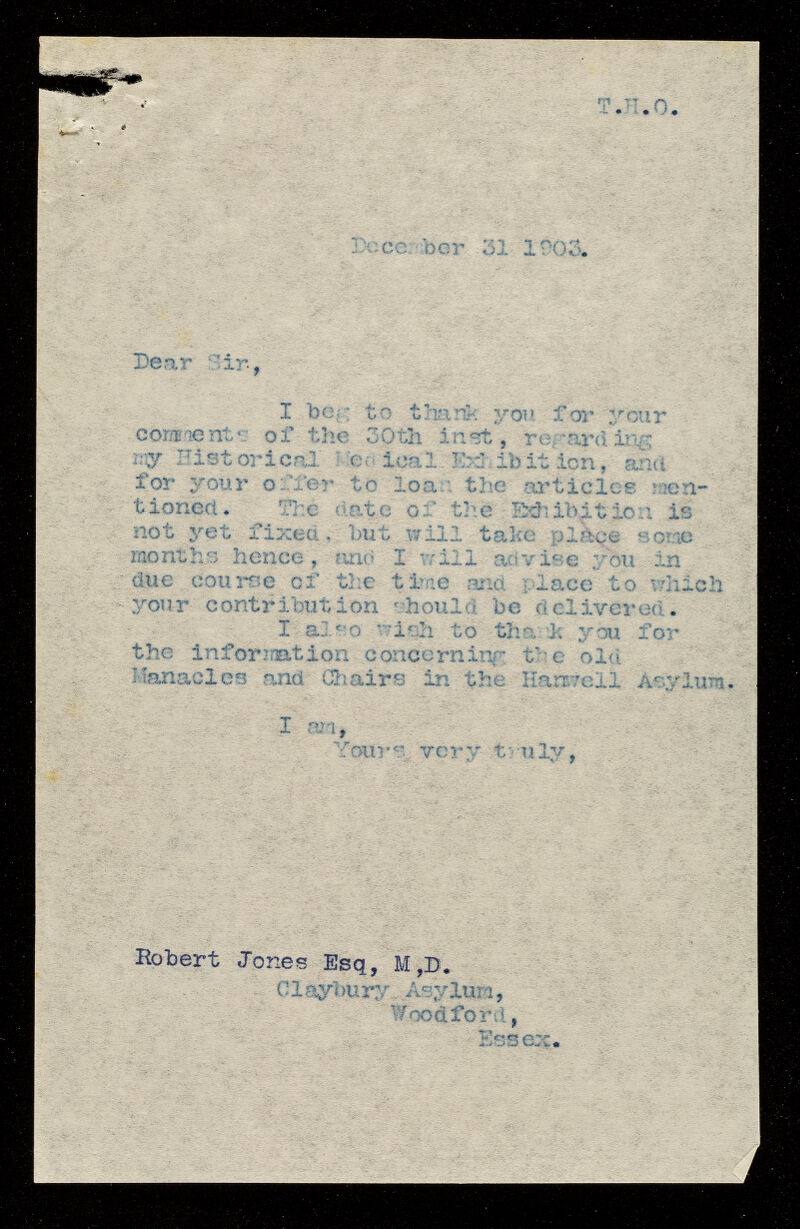 T.H.O.
December 31 1903.
Dear Sir,
I beg to thank you for your
comments of the 30th inst, regarding
my Historical Medical Exhibition, and
for your offer to loan the articles men-
tioned. The date of the Exhibition is
not yet fixed, but will take place some
months hence, and I will advise you in
due course of the time and place to which
your contribution should be delivered.
I also wish to thank you for
the information concerning the old
Manacles and Chairs in the Hanwell Asylum.
I am,
Yours very truly,
Robert Jones Esq, M,D.
Claybury Asylum,
Woodford,
Essex.